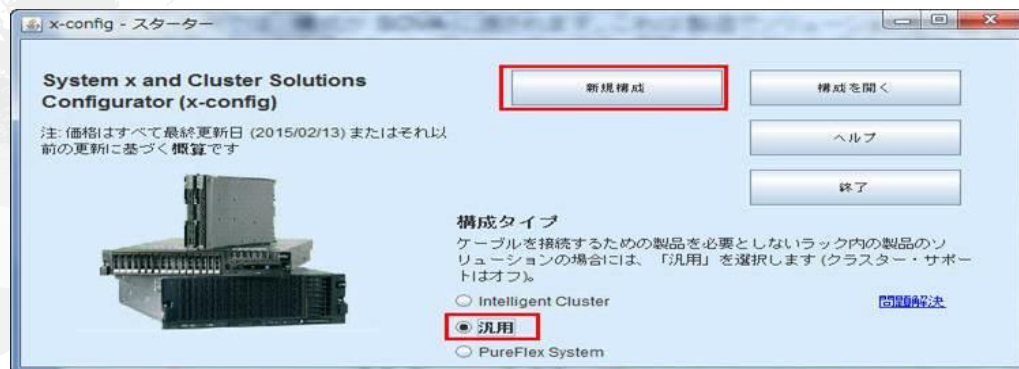 x-config - スターター
System x and Cluster Solutions
Configurator (x-config)
新規構成
構成を開く
注: 価格はすべて最終更新日 (2015/02/13) またはそれ以
前の更新に基づく概算です
ヘルプ
終了
構成タイプ
ケーブルを接続するための製品を必要としないラック内の製品のソ
リューションの場合には、「汎用」を選択します (クラスター・サポー
トはオフ)。
Intelligent Cluster
問題解決
汎用
PureFlex System